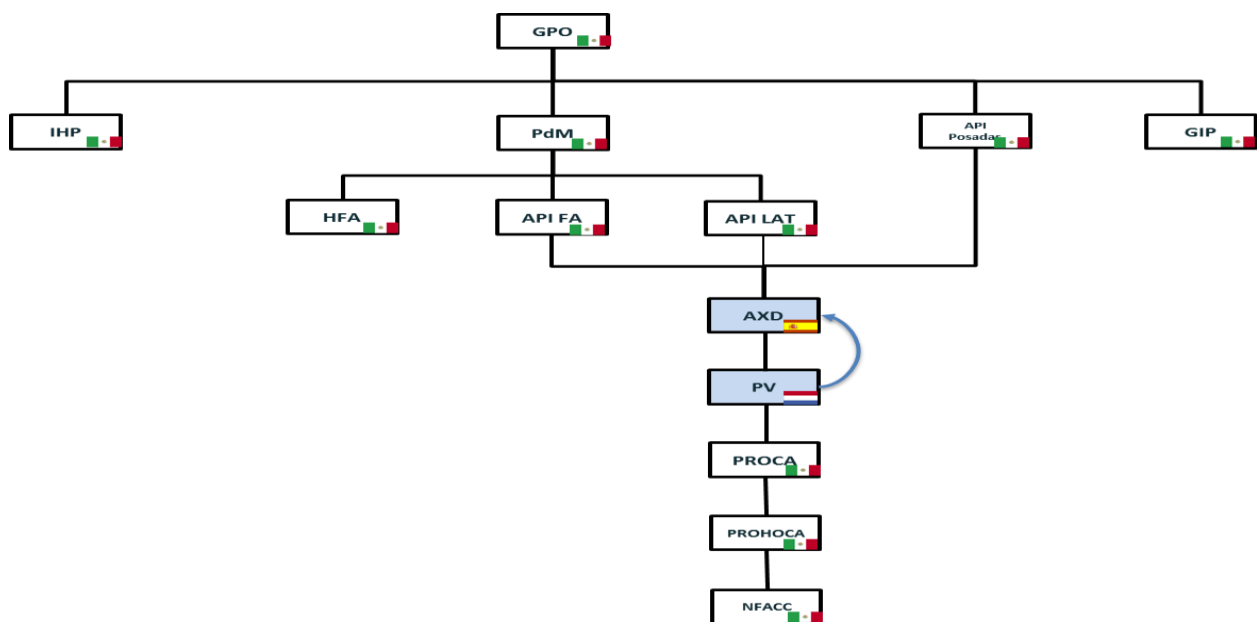 GPO
IHP
PdM
API
Posadas
GIP
HFA
API FA
API LAT
AXD
PV
PROCA
PROHOCA
NFACC